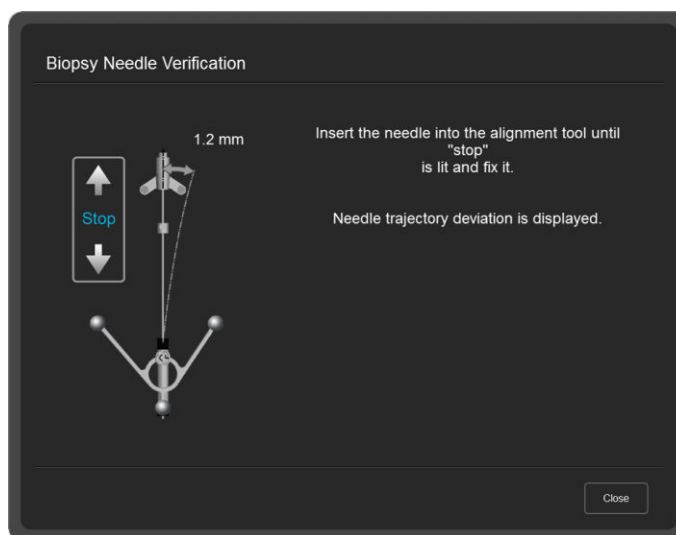 Biopsy Needle Verification
1.2 mm
Stop
Insert the needle into the alignment tool until
"stop"
is lit and fix it.
Needle trajectory deviation is displayed.
Close